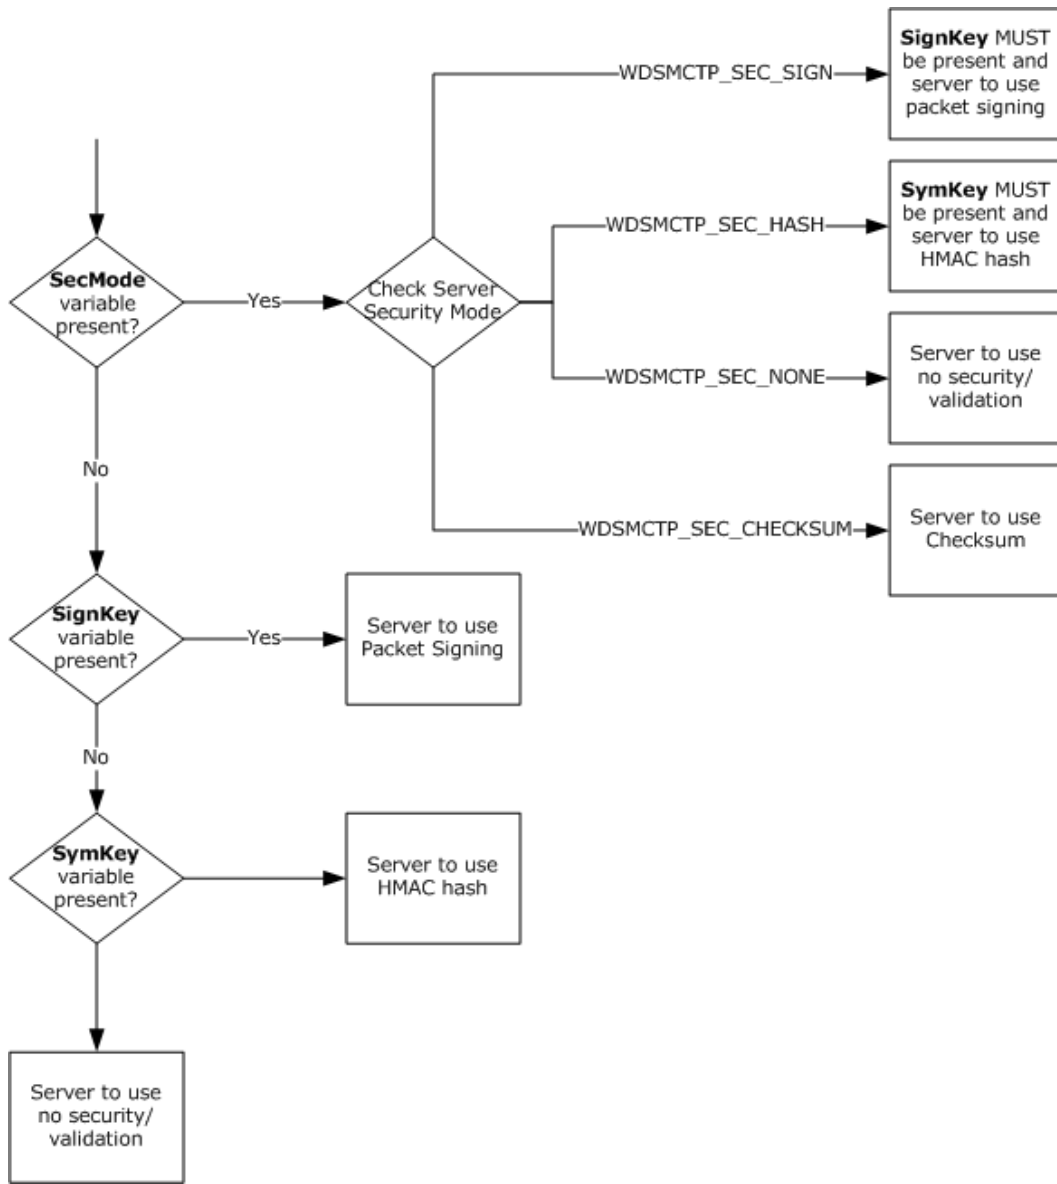 SignKey MUST
be present and
server to use
packet signing
WDSMCTP_SEC_SIGN
SymKey MUST
be present and
server to use
HMAC hash
WDSMCTP_SEC_HASH
SecMode
variable
present?
Yes
Check Server
Security Mode
WDSMCTP_SEC_NONE
Server to use
no security/
validation
No
WDSMCTP_SEC_CHECKSUM
Server to use
Checksum
SignKey
variable
present?
Yes
Server to use
Packet Signing
No
SymKey
variable
present?
Server to use
HMAC hash
Server to use
no security/
validation